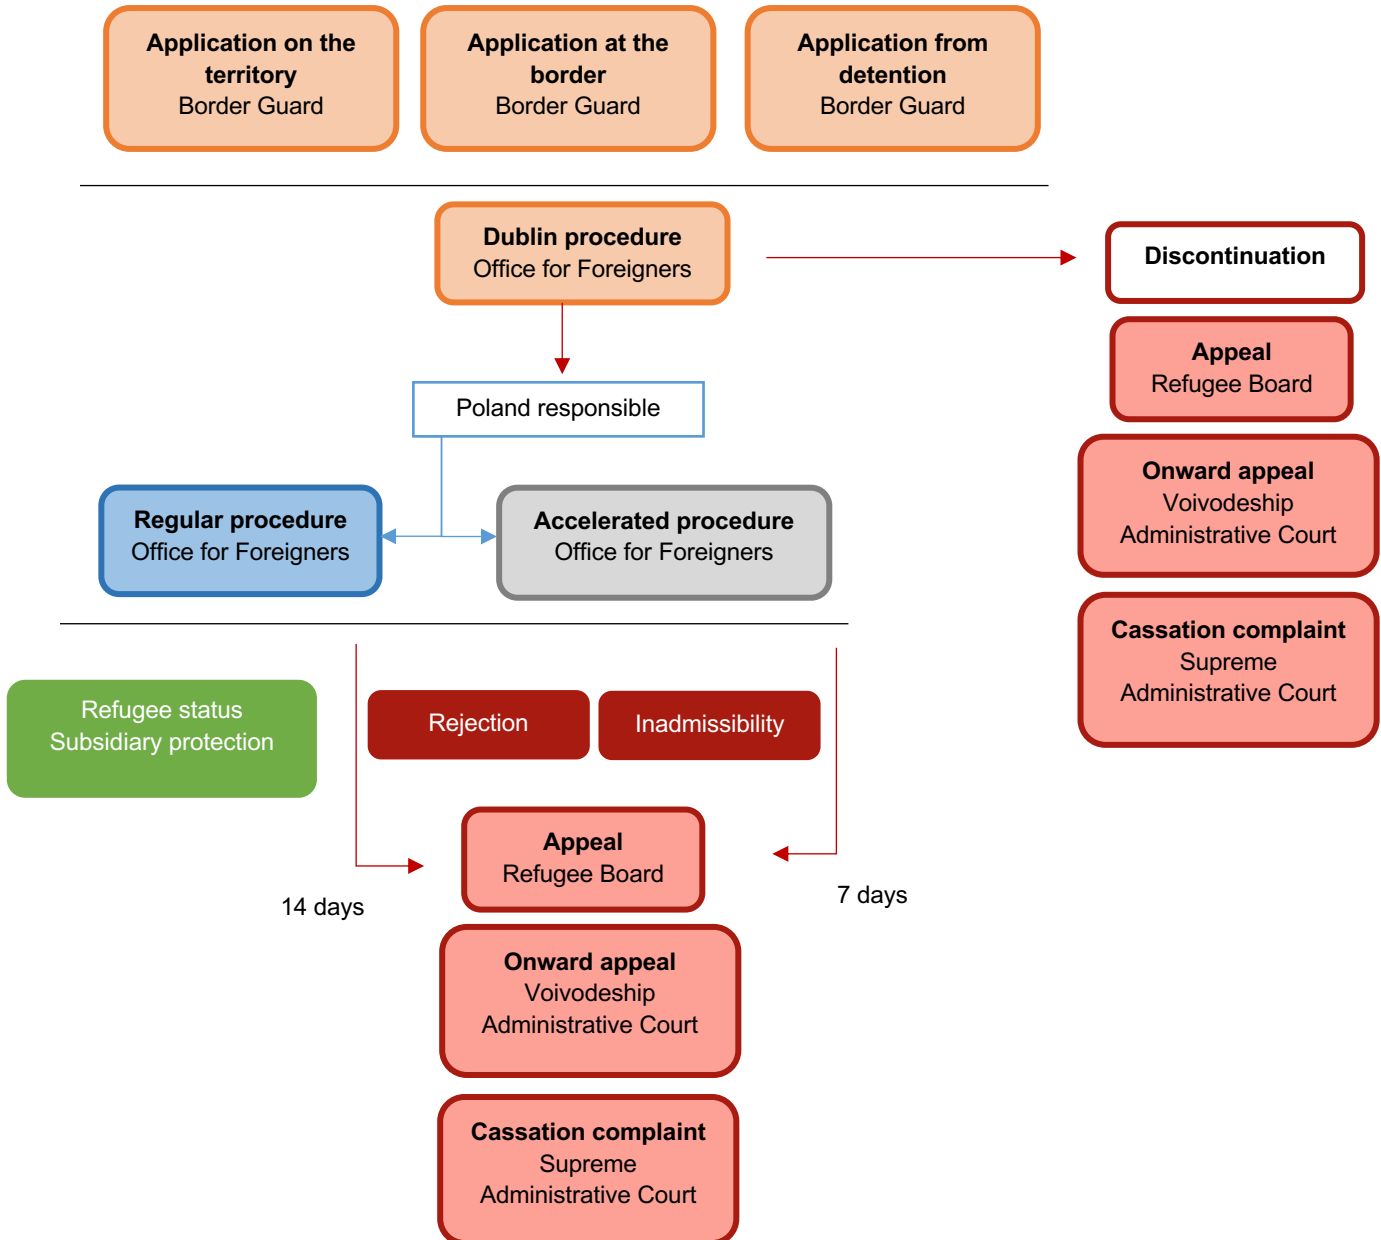 Application on the
territory
Border Guard
Application at the
border
Border Guard
Application from
detention
Border Guard
Dublin procedure
Office for Foreigners
Discontinuation
Appeal
Refugee Board
Onward appeal
Voivodeship
Administrative Court
Cassation complaint
Supreme
Administrative Court
Poland responsible
Regular procedure
Office for Foreigners
Accelerated procedure
Office for Foreigners
Refugee status
Subsidiary protection
Rejection
Inadmissibility
Appeal
Refugee Board
14 days
7 days
Onward appeal
Voivodeship
Administrative Court
Cassation complaint
Supreme
Administrative Court